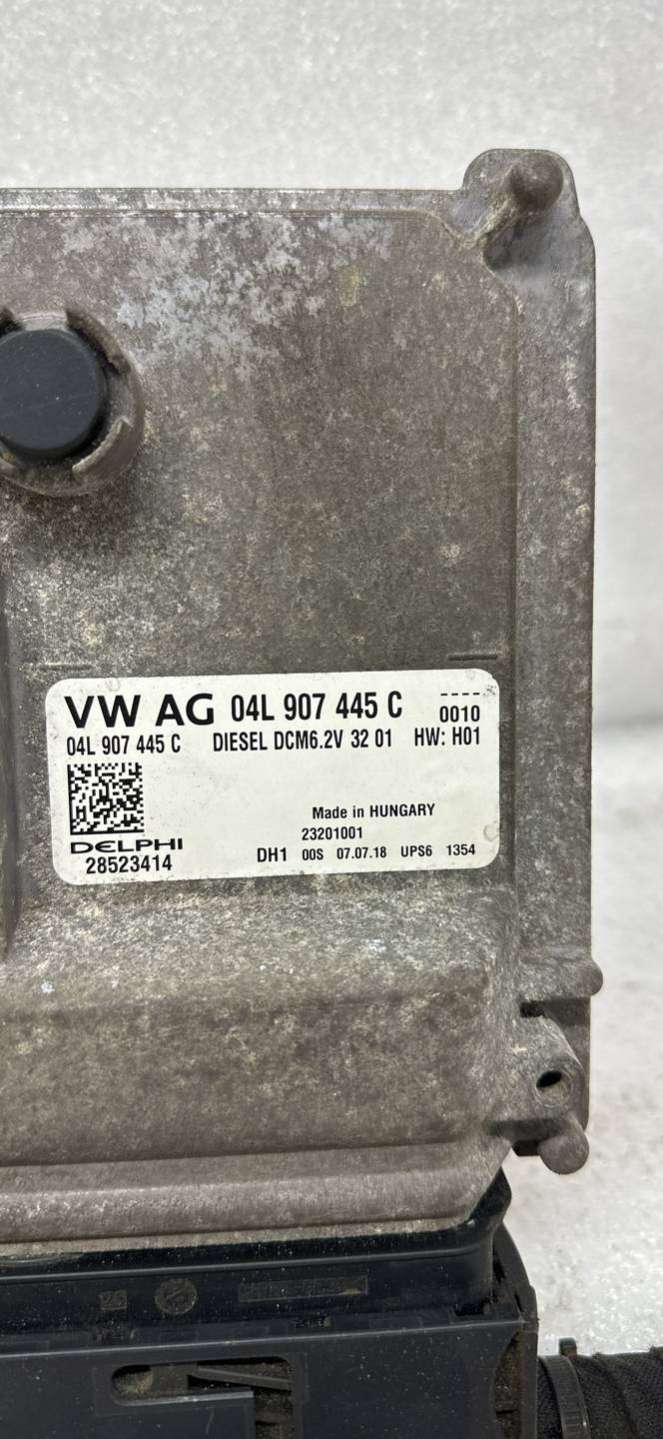 VW AG 04L 907 445 C ----
0010
04L 907 445 C DIESEL DCM6.2V 32 01 HW: H01
Made in HUNGARY
23201001
DELPHI
28523414 DH1 00S 07.07.18 UPS6 1354